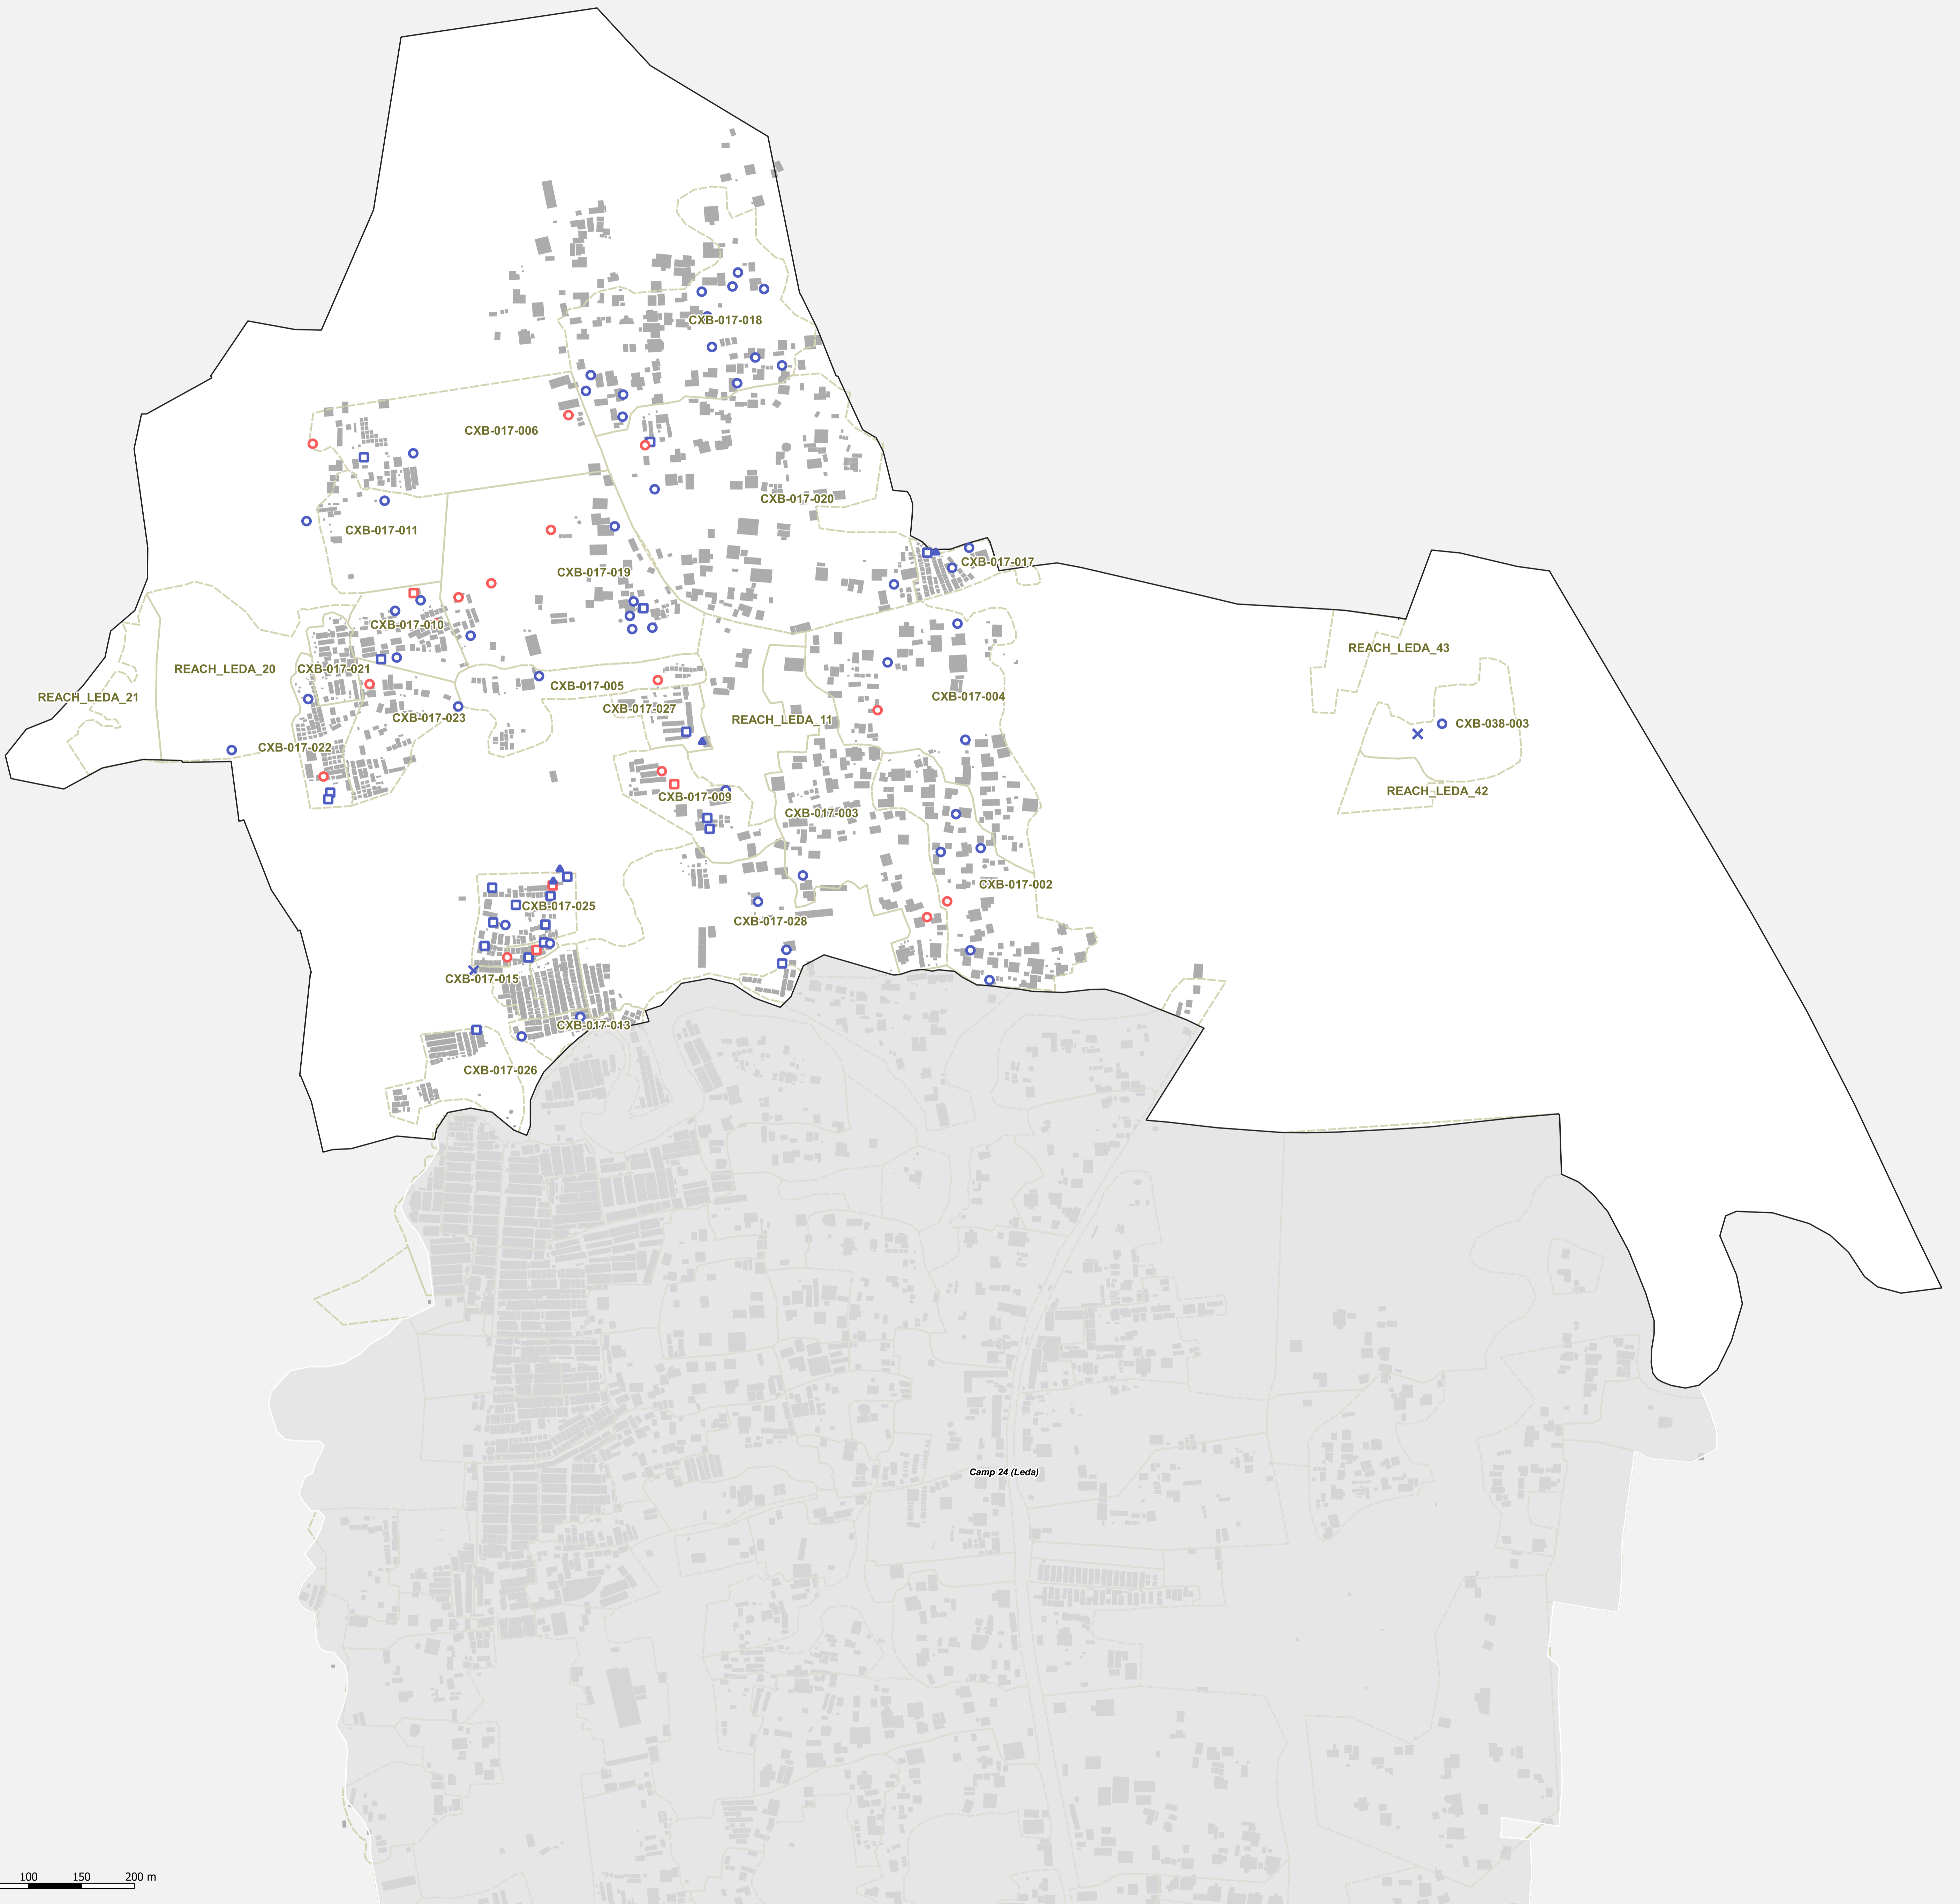 CXB-017-018
CXB-017-006
CXB-017-020
CXB-017-011
CXB-017-017
CXB-017-019
CXB-017-010
REACH_LEDA_43
CXB-017-021
REACH_LEDA_20
CXB-017-005
REACH_LEDA_21
CXB-017-004
CXB-017-027
CXB-017-023
REACH_LEDA_11
CXB-038-003
CXB-017-022
REACH_LEDA_42
CXB-017-009
CXB-017-003
CXB-017-002
CXB-017-025
CXB-017-028
CXB-017-015
CXB-017-013
CXB-017-026
Camp 24 (Leda)
100 150 200 m